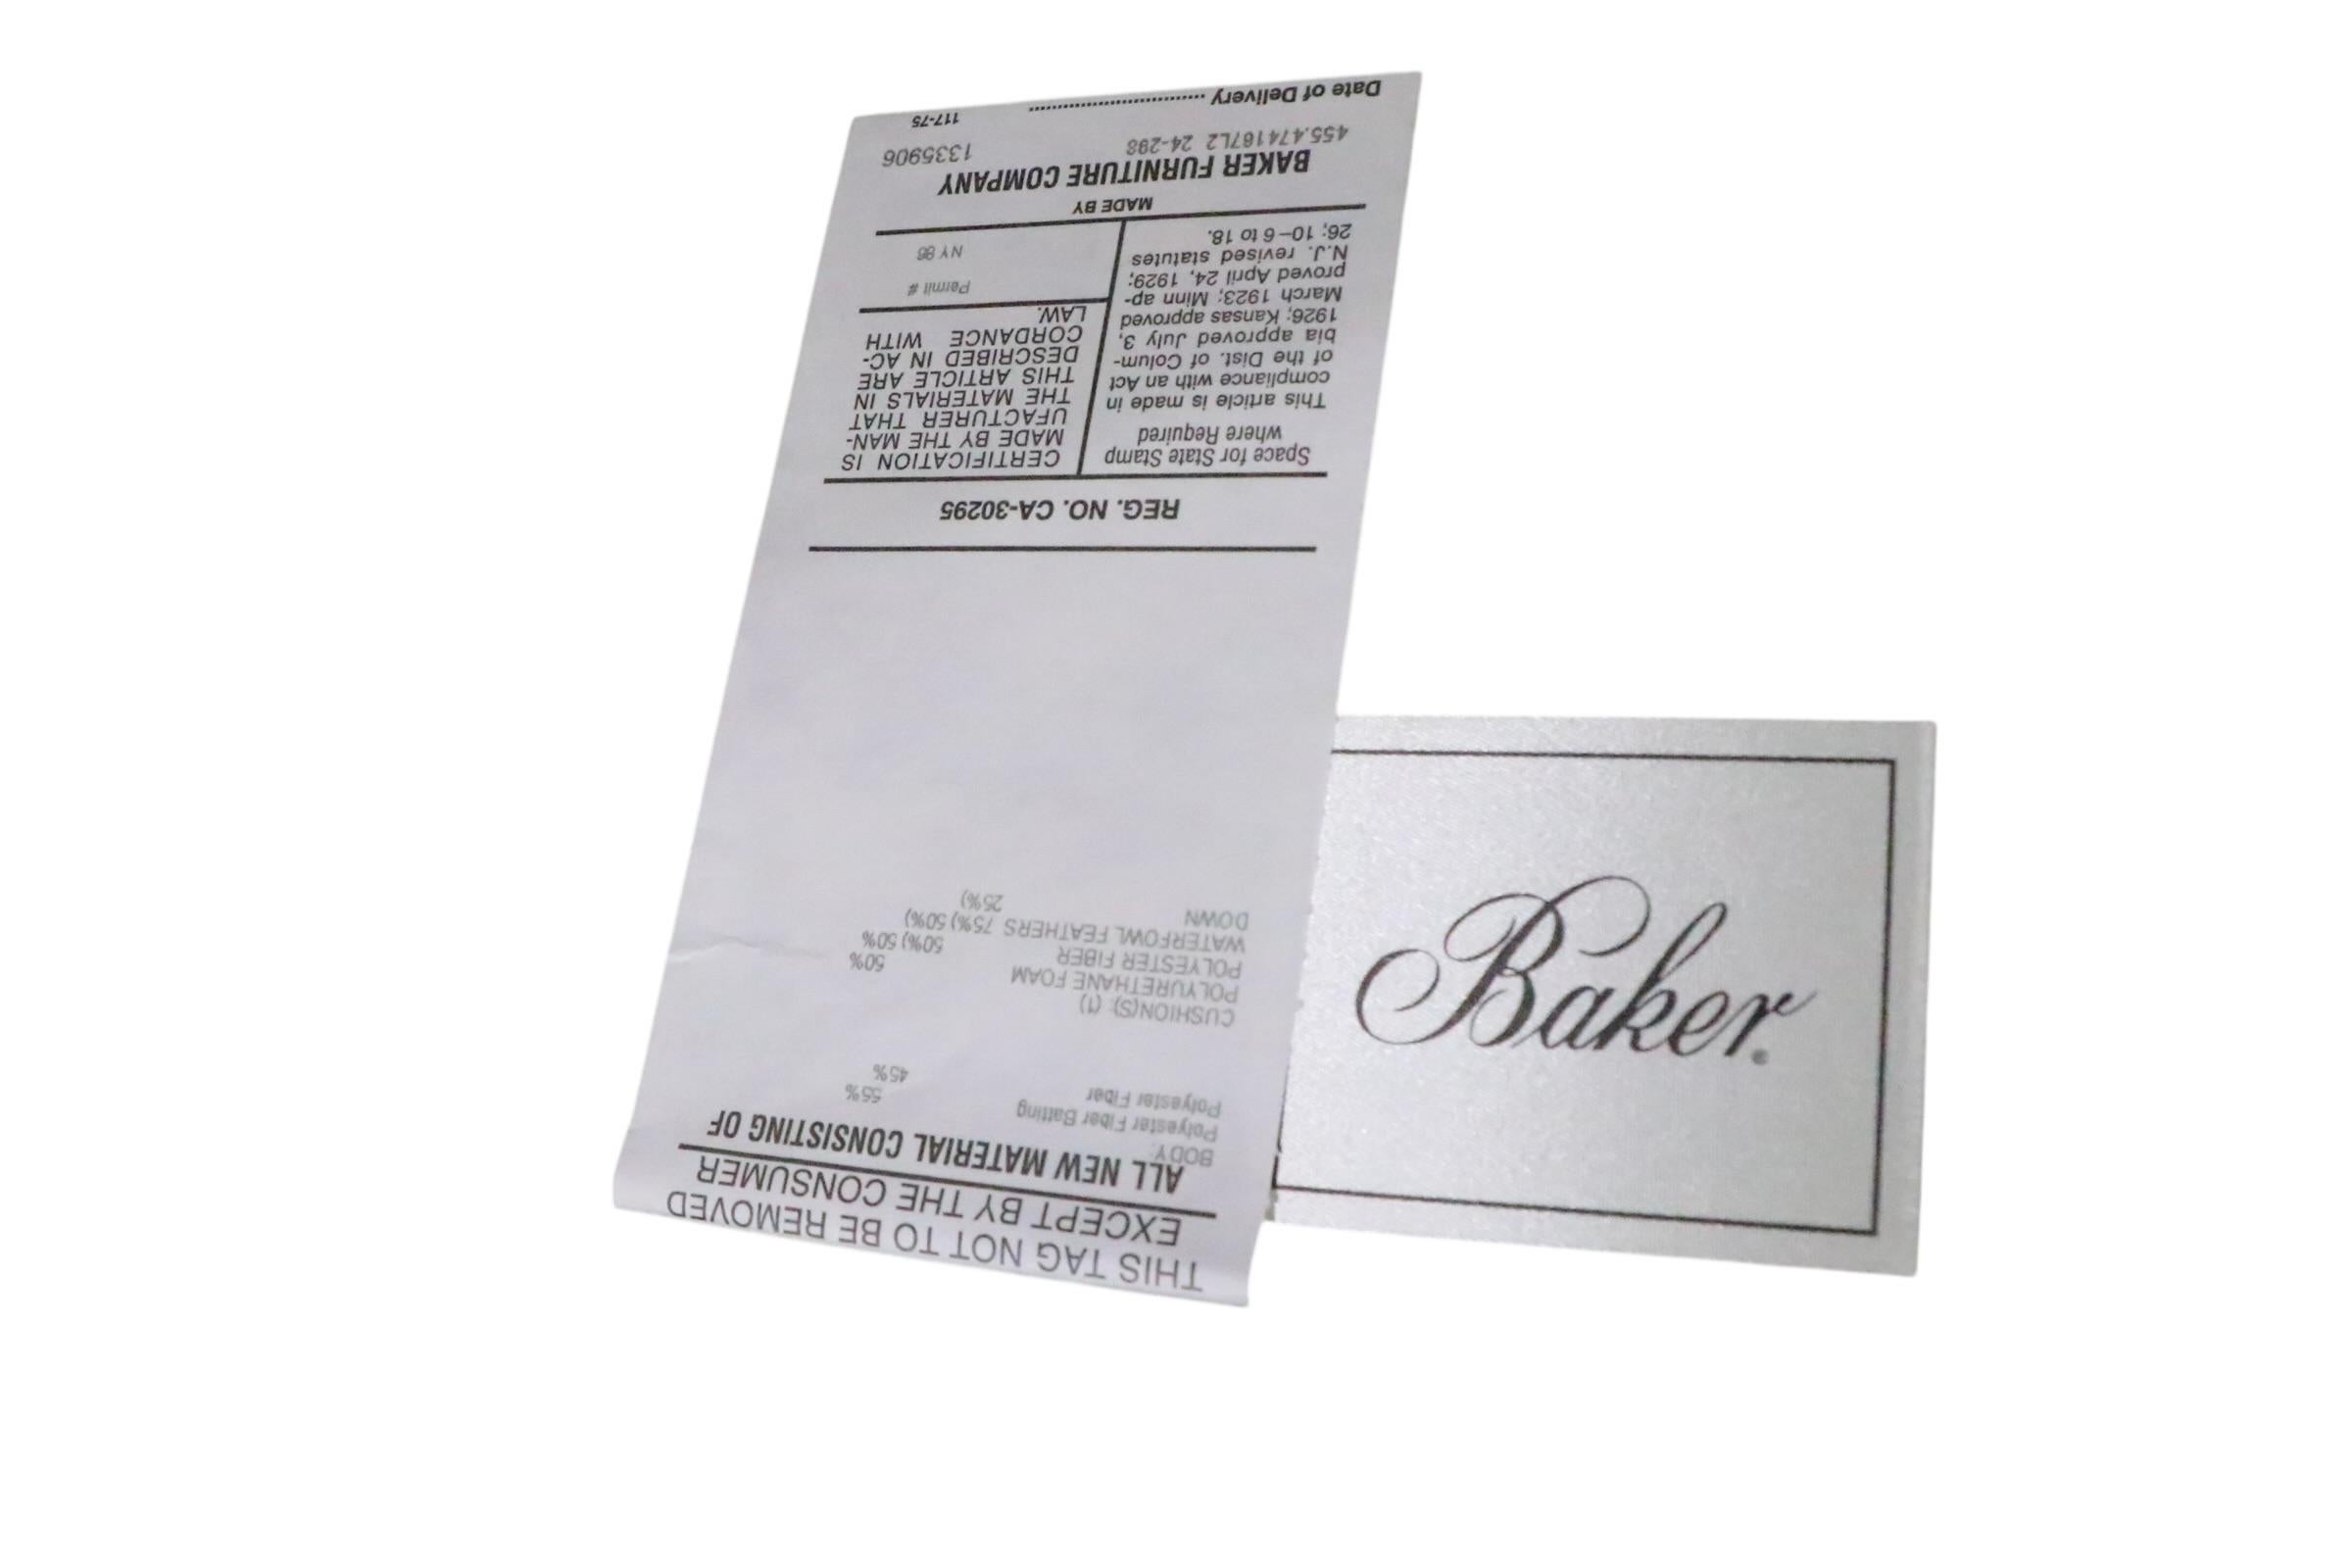 THIS TAG NOT TO BE REMOVED
EXCEPT BY THE CONSUMER
ALL NEW MATERIAL CONSISTING OF
BODY:
Polyester Fiber Batting 55%
Polyester Fiber 45%
CUSHION(S): (1)
POLYURETHANE FOAM 50%
POLYESTER FIBER 50%) 50%
WATERFOWL FEATHERS 75%) 50%)
DOWN 25%)
REG. NO. CA-30295
Space for State Stamp
where Required
This article is made in
compliance with an Act
of the Dist. of Colum-
bia approved July 3,
1926; Kansas approved
March 1923; Minn ap-
proved April 24, 1929;
N.J. revised statutes
26; 10–6 to 18.
CERTIFICATION IS
MADE BY THE MAN-
UFACTURER THAT
THE MATERIALS IN
THIS ARTICLE ARE
DESCRIBED IN AC-
CORDANCE WITH
LAW.
Permit #
NY 86
MADE BY
BAKER FURNITURE COMPANY
455.474167L2 24-298 1335906
117-75
Date of Delivery ................................
Baker®